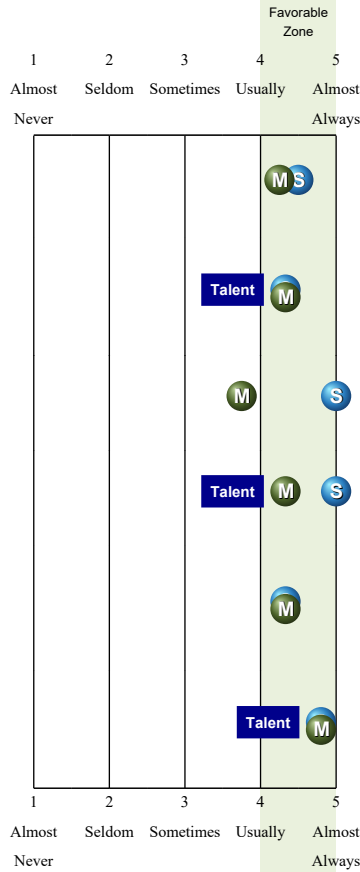 Favorable
Zone
1 2 3 4 5
Almost Seldom Sometimes Usually Almost
Never Always
M S
Talent M
M S
Talent M S
M
Talent M
1 2 3 4 5
Almost Seldom Sometimes Usually Almost
Never Always